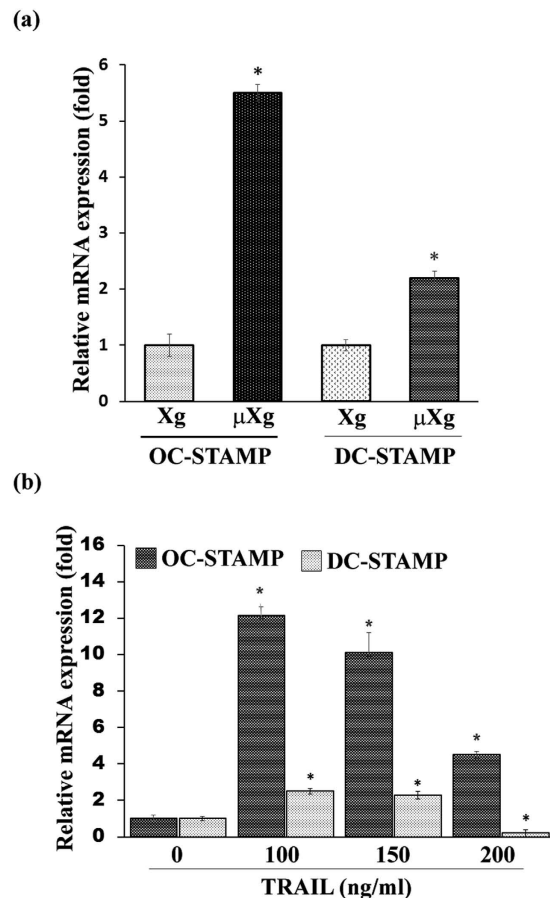 (a)
Relative mRNA expression (fold)
6
5
4
3
2
1
0
*
*
Xg μXg Xg μXg
OC-STAMP DC-STAMP
(b)
Relative mRNA expression (fold)
16
14
12
10
8
6
4
2
0
OC-STAMP DC-STAMP
*
*
*
*
*
*
0 100 150 200
TRAIL (ng/ml)